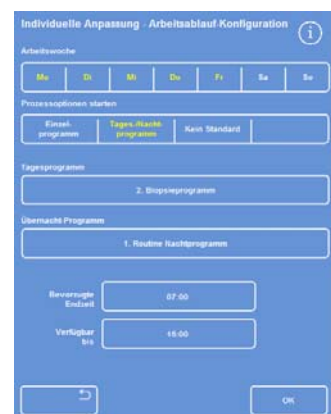 Individuelle Anpassung - Arbeitsablauf-Konfiguration
i
Arbeitswoche
Mo Di Mi Do Fr Sa So
Prozessoptionen starten
Einzel-
programm
Tages-/Nacht-
programm
Kein Standard
Tagesprogramm
2. Biopsieprogramm
Übernacht Programm
1. Routine Nachtprogramm
Bevorzugte
Endzeit
07:00
Verfügbar
bis
16:00
OK